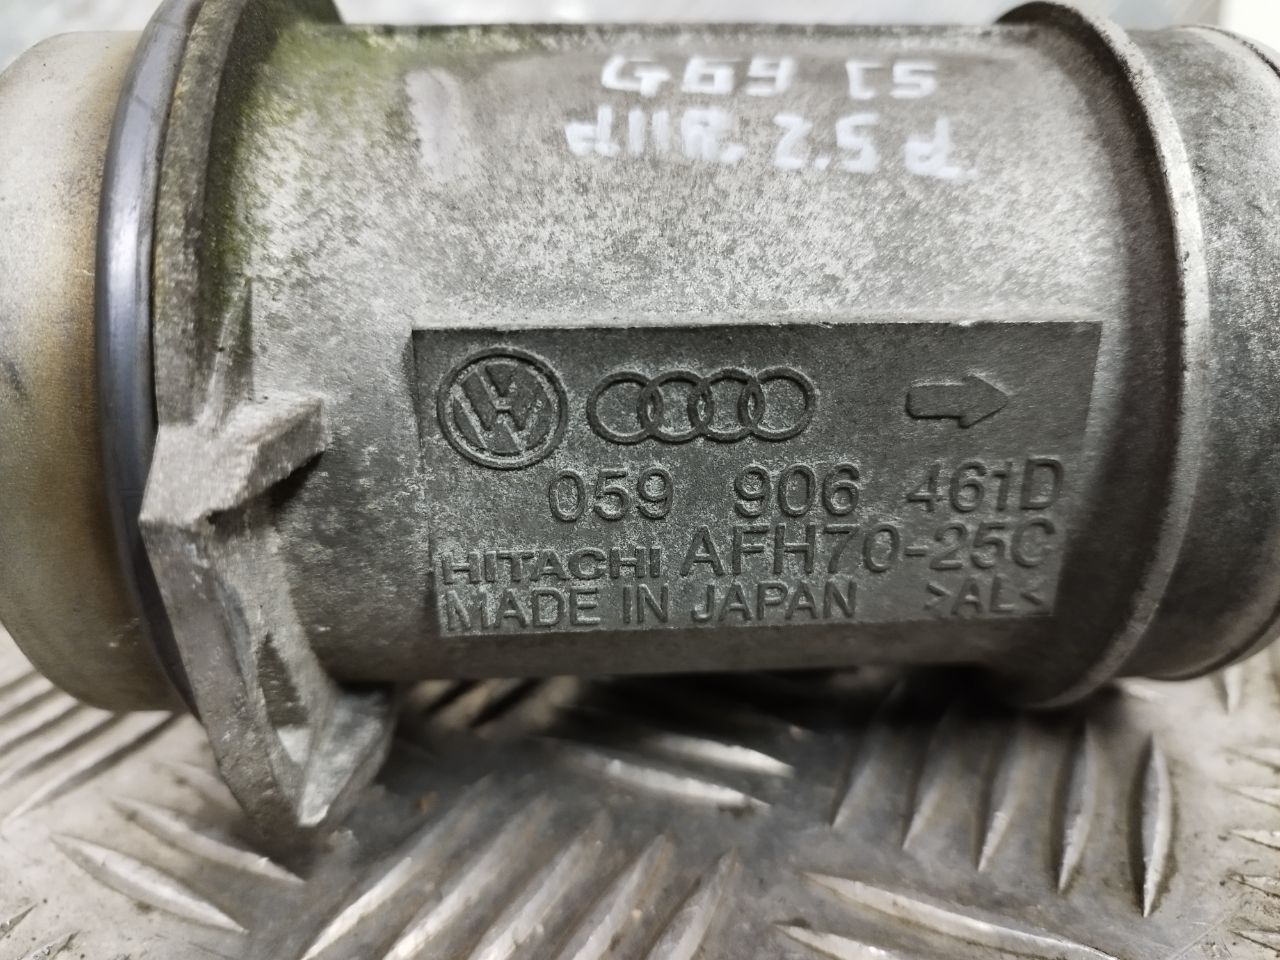 059 906 461D
HITACHI AFH70-25C
MADE IN JAPAN >AL<